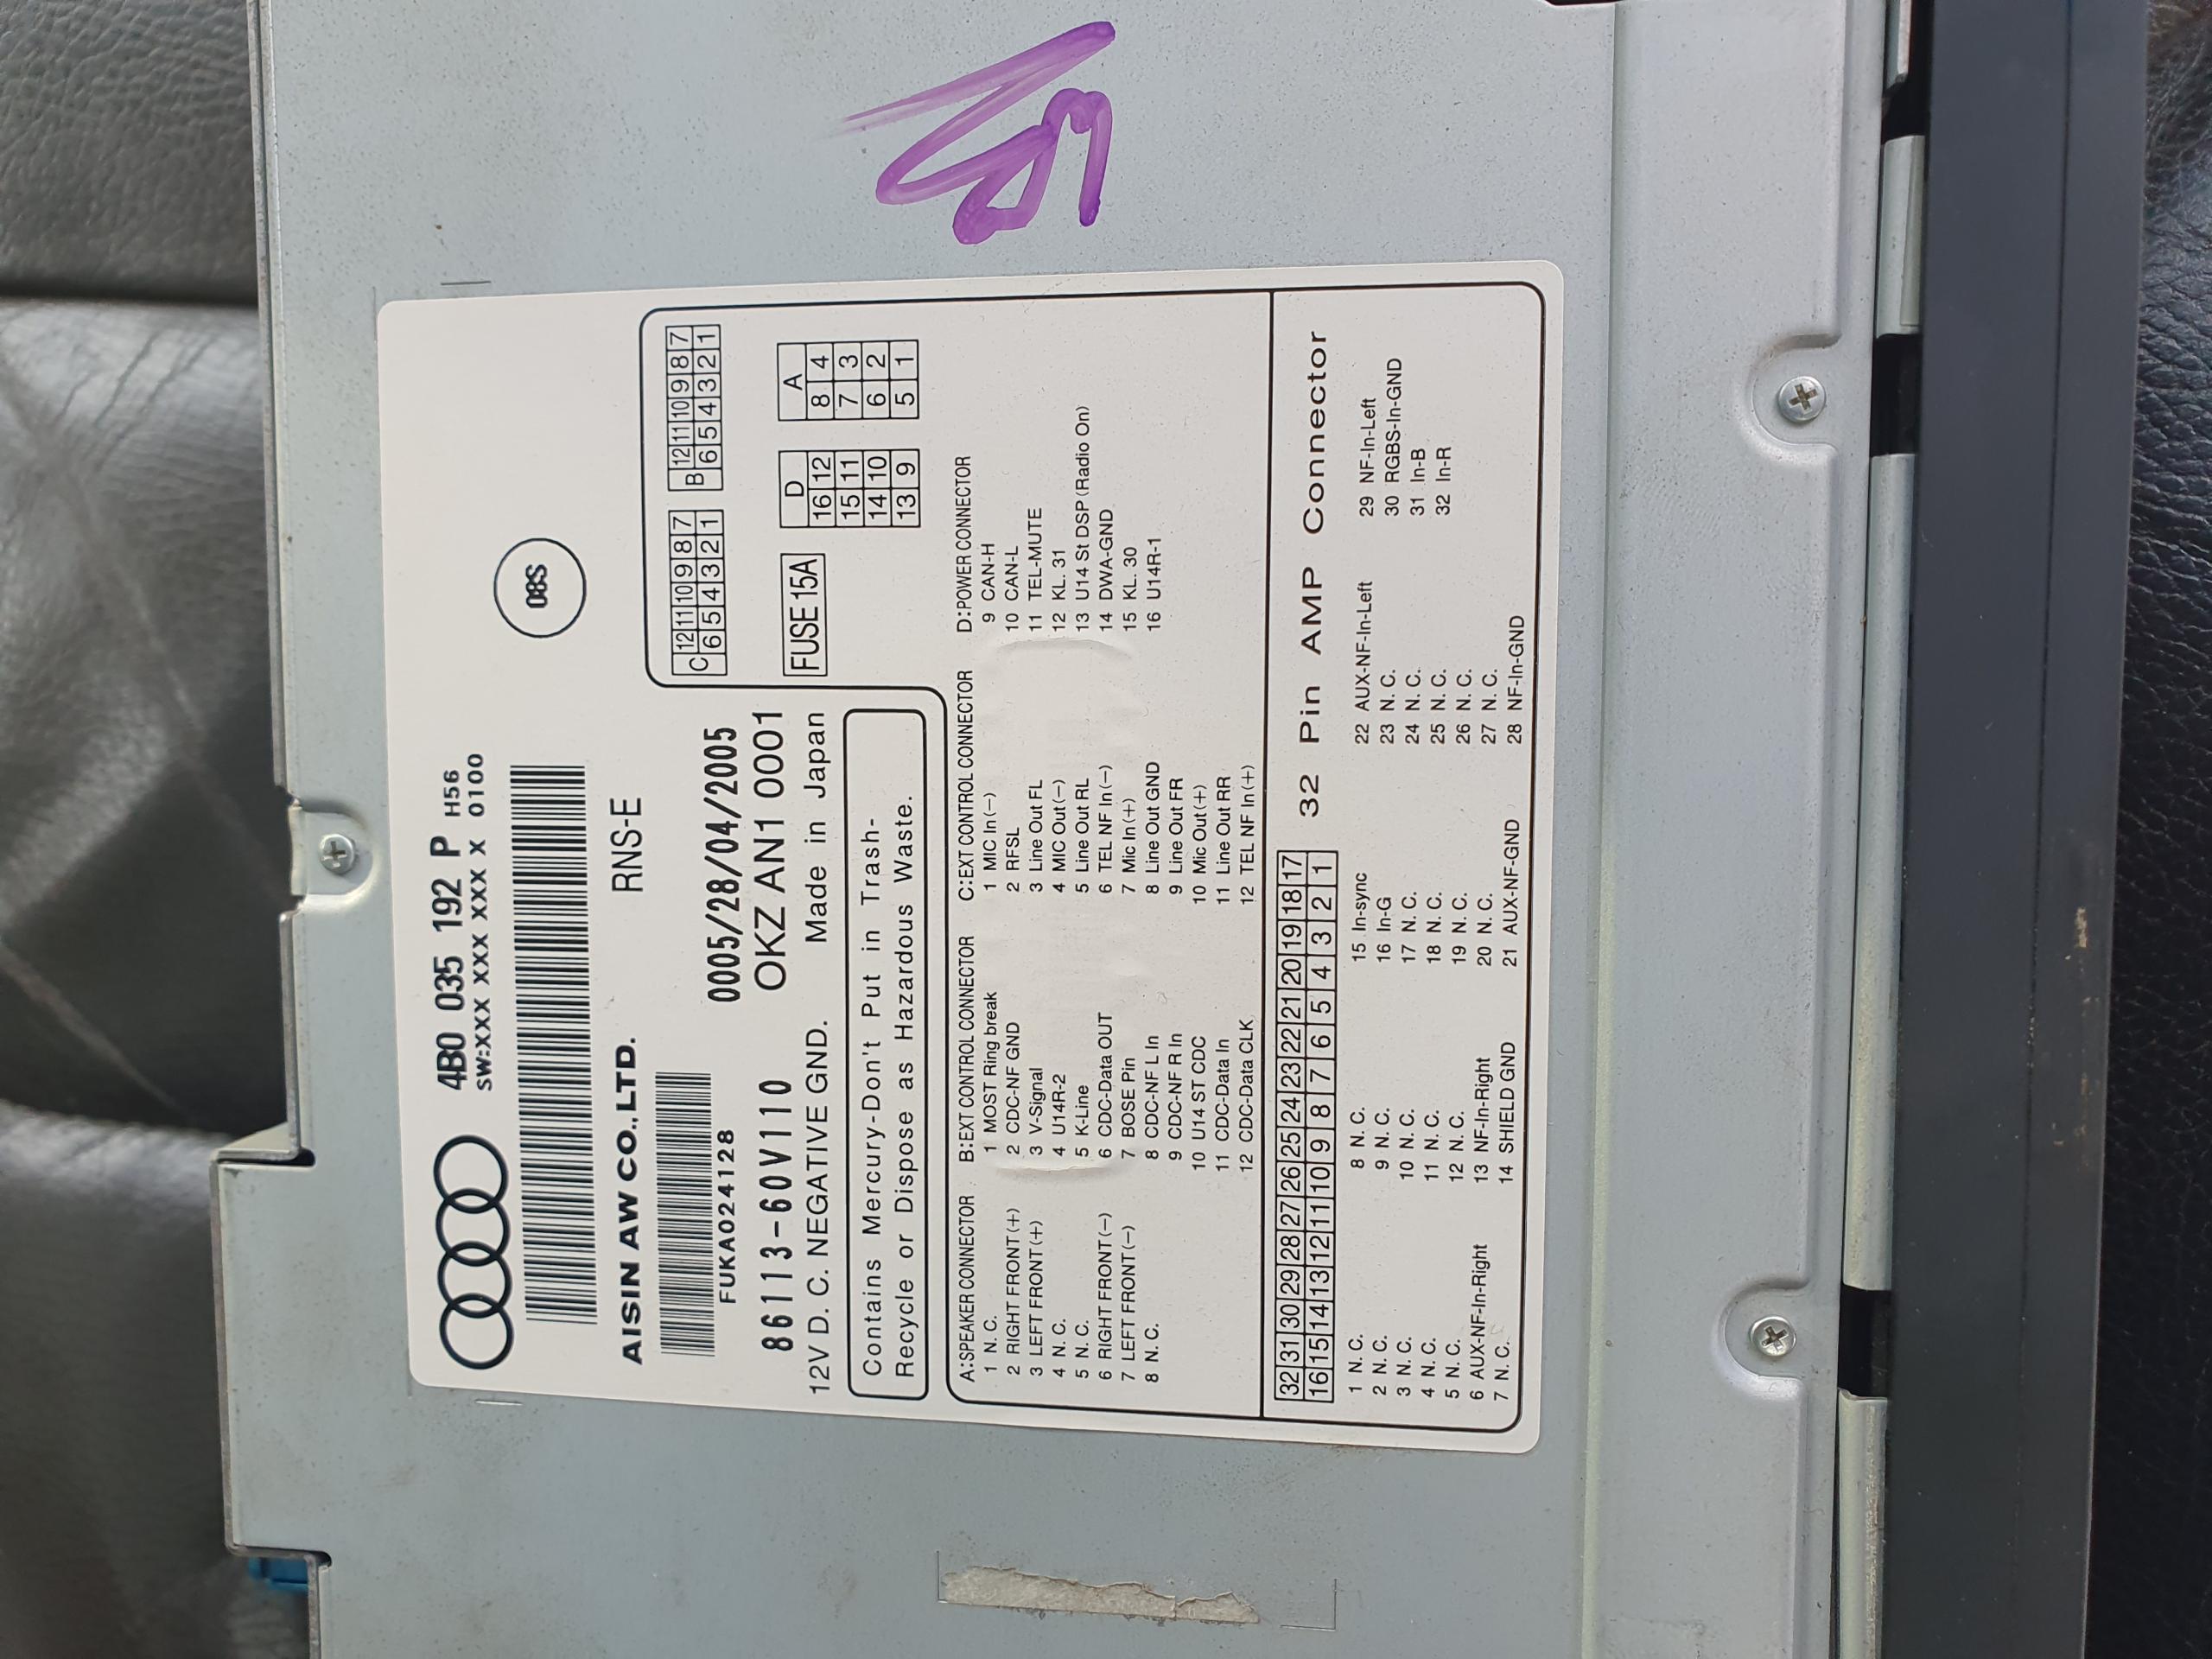 4B0 035 192 P H56
SW:XXX XXX XXX XXX X 0100
08S
AISIN AW CO.,LTD. RNS-E
FUKA024128
0005/28/04/2005
86113-60V110 OKZ AN1 0001
12V D. C. NEGATIVE GND. Made in Japan
Contains Mercury-Don't Put in Trash-
Recycle or Dispose as Hazardous Waste.
C 12 11 10 9 8 7
6 5 4 3 2 1
B 12 11 10 9 8 7
6 5 4 3 2 1
FUSE 15A
D
16 12
15 11
14 10
13 9
A
8 4
7 3
6 2
5 1
A:SPEAKER CONNECTOR
1 N. C.
2 RIGHT FRONT(+)
3 LEFT FRONT(+)
4 N. C.
5 N. C.
6 RIGHT FRONT(−)
7 LEFT FRONT(−)
8 N. C.
B:EXT CONTROL CONNECTOR
1 MOST Ring break
2 CDC-NF GND
3 V-Signal
4 U14R-2
5 K-Line
6 CDC-Data OUT
7 BOSE Pin
8 CDC-NF L In
9 CDC-NF R In
10 U14 ST CDC
11 CDC-Data In
12 CDC-Data CLK
C:EXT CONTROL CONNECTOR
1 MIC In(−)
2 RFSL
3 Line Out FL
4 MIC Out(−)
5 Line Out RL
6 TEL NF In(−)
7 Mic In(+)
8 Line Out GND
9 Line Out FR
10 Mic Out(+)
11 Line Out RR
12 TEL NF In(+)
D:POWER CONNECTOR
9 CAN-H
10 CAN-L
11 TEL-MUTE
12 KL. 31
13 U14 St DSP(Radio On)
14 DWA-GND
15 KL. 30
16 U14R-1
32 31 30 29 28 27 26 25 24 23 22 21 20 19 18 17
16 15 14 13 12 11 10 9 8 7 6 5 4 3 2 1
32 Pin AMP Connector
1 N. C.
2 N. C.
3 N. C.
4 N. C.
5 N. C.
6 AUX-NF-In-Right
7 N. C.
8 N. C.
9 N. C.
10 N. C.
11 N. C.
12 N. C.
13 NF-In-Right
14 SHIELD GND
15 In-sync
16 In-G
17 N. C.
18 N. C.
19 N. C.
20 N. C.
21 AUX-NF-GND
22 AUX-NF-In-Left
23 N. C.
24 N. C.
25 N. C.
26 N. C.
27 N. C.
28 NF-In-GND
29 NF-In-Left
30 RGBS-In-GND
31 In-B
32 In-R